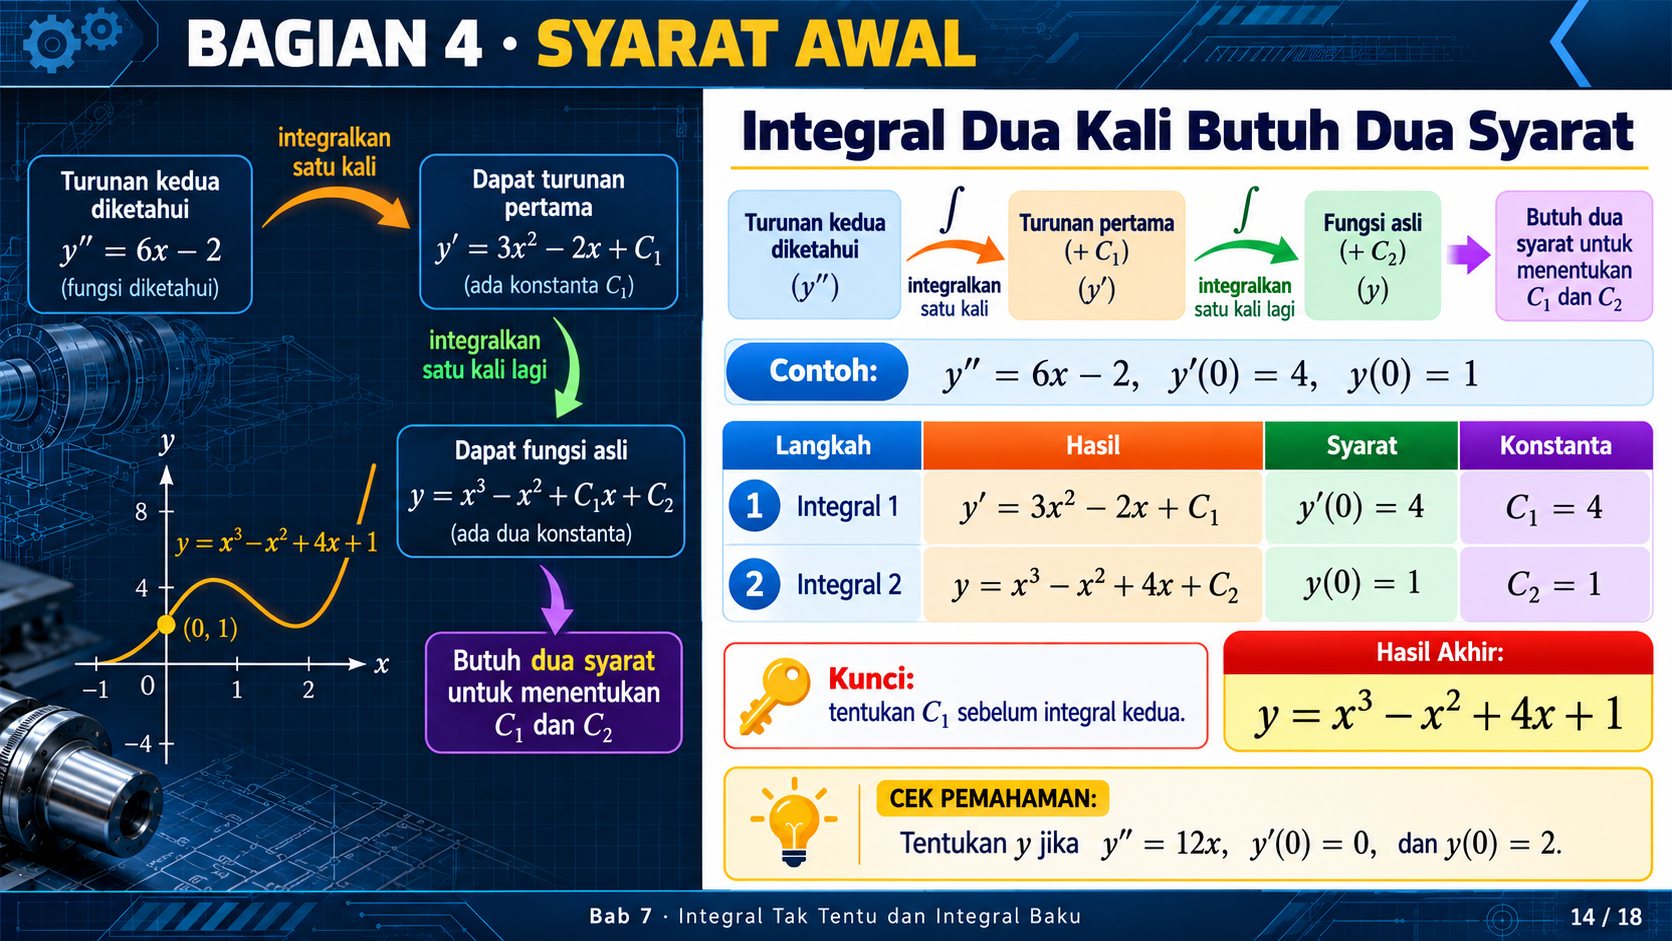 BAGIAN 4 • SYARAT AWAL
integralkan
satu kali
Turunan kedua
diketahui
y″ = 6x − 2
(fungsi diketahui)
Dapat turunan
pertama
y′ = 3x² − 2x + C₁
(ada konstanta C₁)
integralkan
satu kali lagi
Dapat fungsi asli
y = x³ − x² + C₁x + C₂
(ada dua konstanta)
Butuh dua syarat
untuk menentukan
C₁ dan C₂
y
8
y = x³−x²+4x+1
4
(0, 1)
x
−1
0
1
2
−4
Integral Dua Kali Butuh Dua Syarat
Turunan kedua
diketahui
(y″)
∫
integralkan
satu kali
Turunan pertama
(+ C₁)
(y′)
∫
integralkan
satu kali lagi
Fungsi asli
(+ C₂)
(y)
Butuh dua
syarat untuk
menentukan
C₁ dan C₂
Contoh: y″ = 6x − 2, y′(0) = 4, y(0) = 1
Langkah Hasil Syarat Konstanta
1 Integral 1 y′ = 3x² − 2x + C₁ y′(0) = 4 C₁ = 4
2 Integral 2 y = x³ − x² + 4x + C₂ y(0) = 1 C₂ = 1
Kunci:
tentukan C₁ sebelum integral kedua.
Hasil Akhir:
y = x³ − x² + 4x + 1
CEK PEMAHAMAN:
Tentukan y jika y″ = 12x, y′(0) = 0, dan y(0) = 2.
Bab 7 · Integral Tak Tentu dan Integral Baku
14 / 18